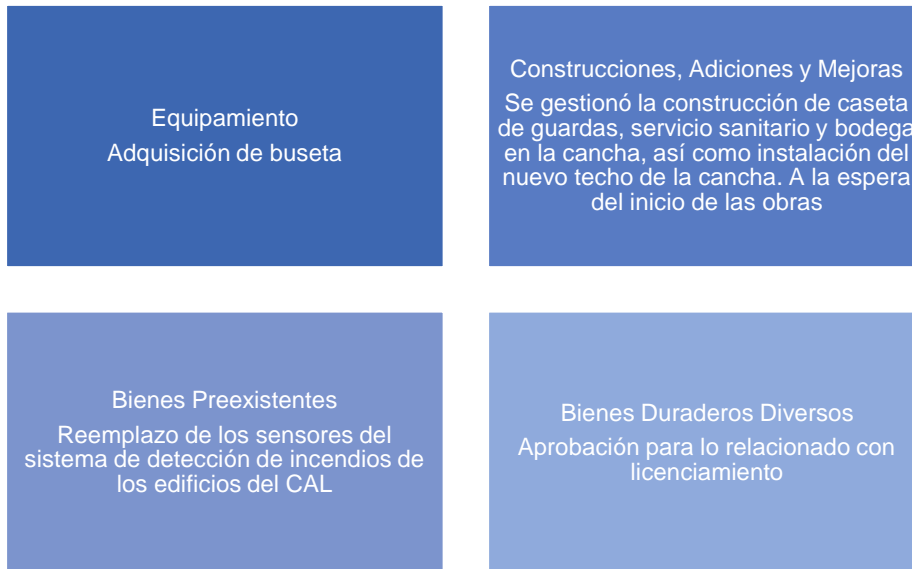 Equipamiento
Adquisición de buseta
Construcciones, Adiciones y Mejoras
Se gestionó la construcción de caseta
de guardas, servicio sanitario y bodega
en la cancha, así como instalación del
nuevo techo de la cancha. A la espera
del inicio de las obras
Bienes Preexistentes
Reemplazo de los sensores del
sistema de detección de incendios de
los edificios del CAL
Bienes Duraderos Diversos
Aprobación para lo relacionado con
licenciamiento